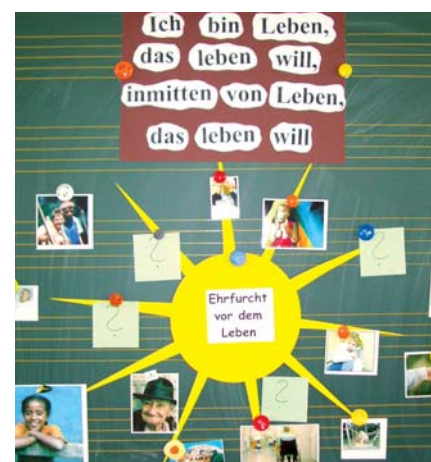 Ich bin Leben,
das leben will,
inmitten von Leben,
das leben will
?
?
Ehrfurcht
vor dem
Leben
?
?